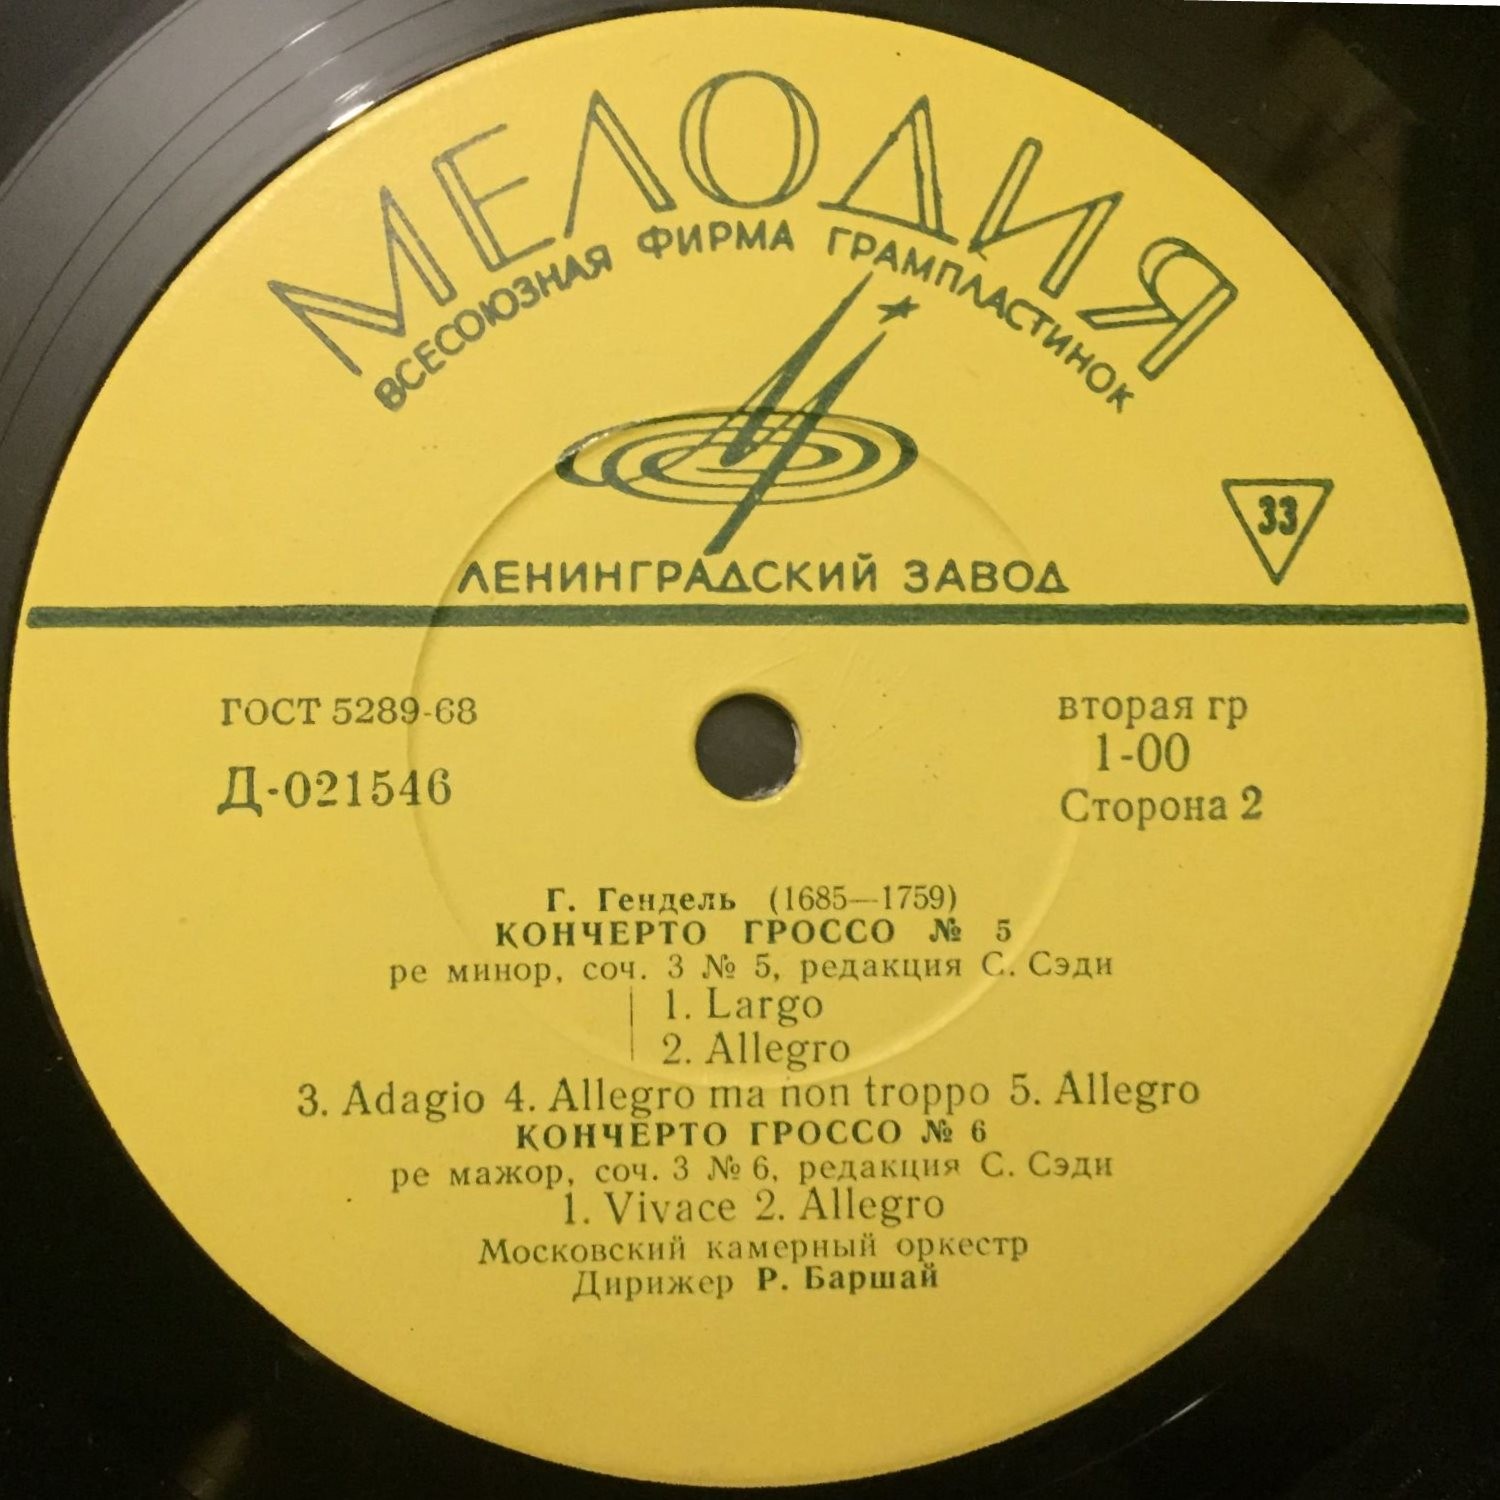 МЕЛОДИЯ
ВСЕСОЮЗНАЯ ФИРМА ГРАМПЛАСТИНОК
33
ЛЕНИНГРАДСКИЙ ЗАВОД
ГОСТ 5289-68
вторая гр
1-00
Д-021546
Сторона 2
Г. Гендель (1685—1759)
КОНЧЕРТО ГРОССО № 5
ре минор, соч. 3 № 5, редакция С. Сэди
1. Largo
2. Allegro
3. Adagio 4. Allegro ma non troppo 5. Allegro
КОНЧЕРТО ГРОССО № 6
ре мажор, соч. 3 № 6, редакция С. Сэди
1. Vivace 2. Allegro
Московский камерный оркестр
Дирижер Р. Баршай